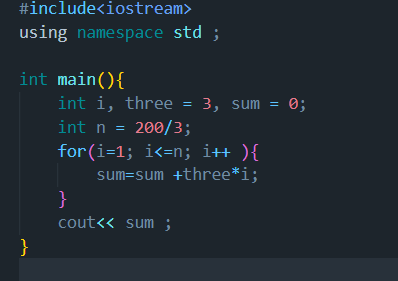 #include<iostream>
using namespace std ;
int main(){
    int i, three = 3, sum = 0;
    int n = 200/3;
    for(i=1; i<=n; i++ ){
        sum=sum +three*i;
    }
    cout<< sum ;
}